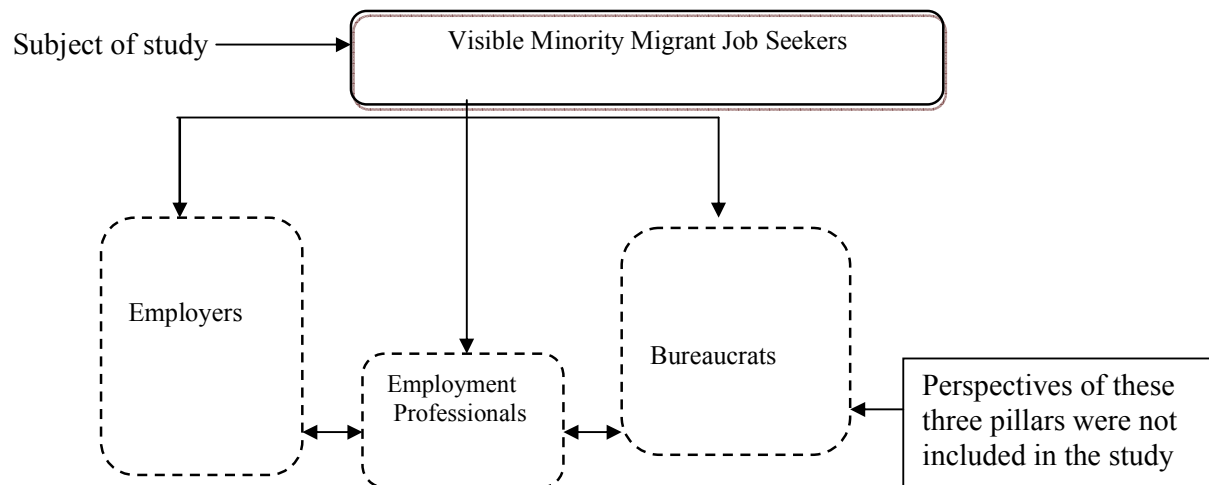 Subject of study
Visible Minority Migrant Job Seekers
Employers
Employment
Professionals
Bureaucrats
Perspectives of these
three pillars were not
included in the study